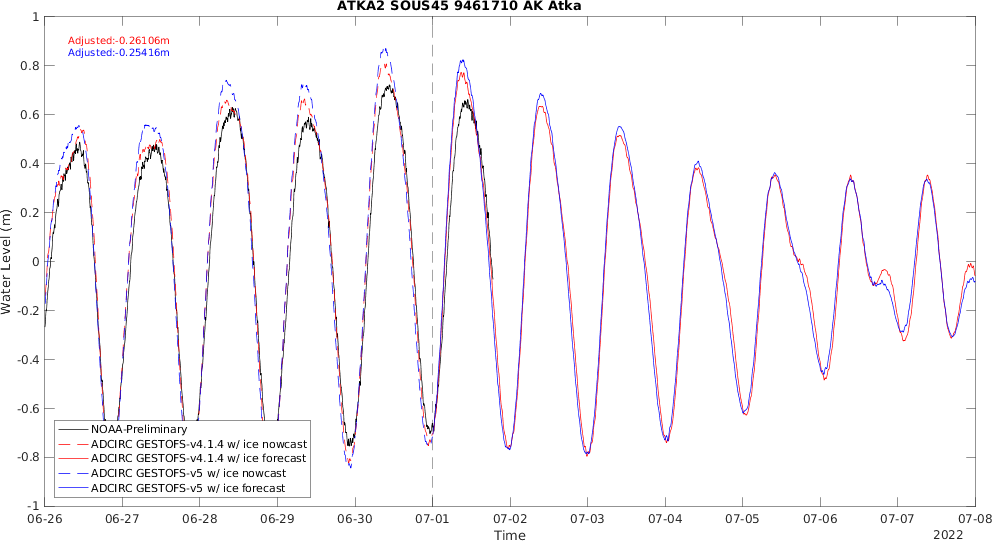 ATKA2 SOUS45 9461710 AK Atka
Adjusted:-0.26106m
Adjusted:-0.25416m
1
0.8
0.6
0.4
0.2
0
-0.2
-0.4
-0.6
-0.8
-1
Water Level (m)
NOAA-Preliminary
ADCIRC GESTOFS-v4.1.4 w/ ice nowcast
ADCIRC GESTOFS-v4.1.4 w/ ice forecast
ADCIRC GESTOFS-v5 w/ ice nowcast
ADCIRC GESTOFS-v5 w/ ice forecast
06-26 06-27 06-28 06-29 06-30 07-01 07-02 07-03 07-04 07-05 07-06 07-07 07-08
Time
2022